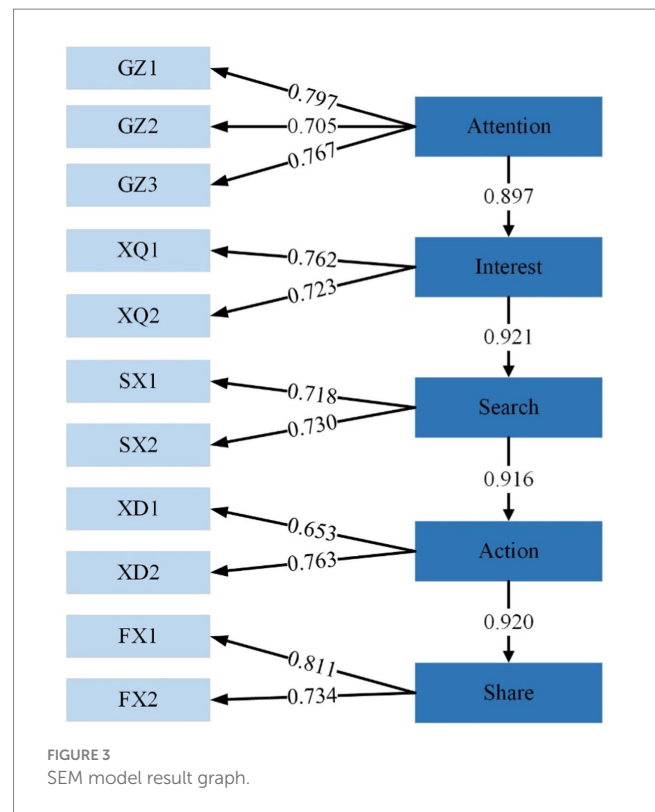 GZ1
0.797
GZ2
0.705
Attention
GZ3
0.767
0.897
XQ1
0.762
Interest
XQ2
0.723
0.921
SX1
0.718
Search
SX2
0.730
0.916
XD1
0.653
Action
XD2
0.763
0.920
FX1
0.811
Share
FX2
0.734
FIGURE 3
SEM model result graph.